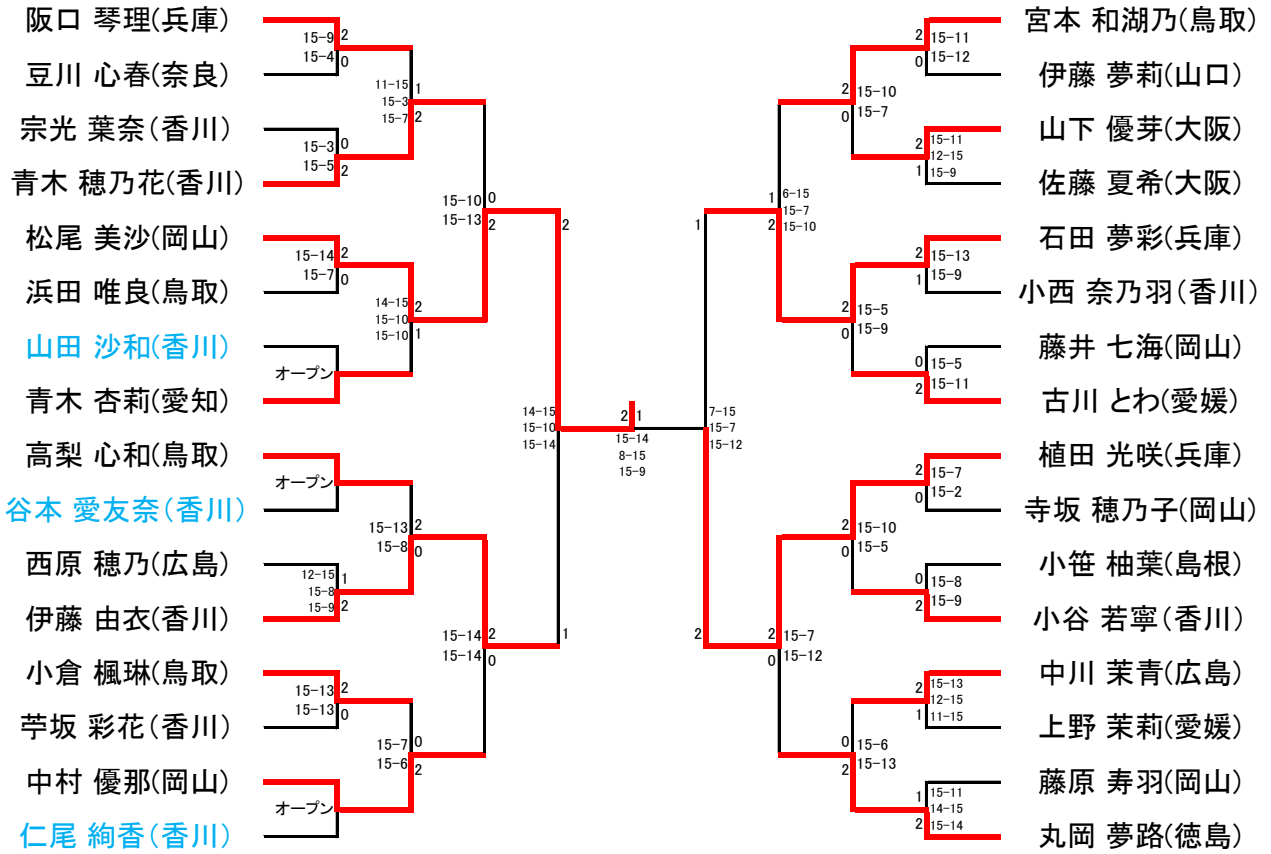 阪口 琴理(兵庫)
豆川 心春(奈良)
宗光 葉奈(香川)
青木 穂乃花(香川)
松尾 美沙(岡山)
浜田 唯良(鳥取)
山田 沙和(香川)
青木 杏莉(愛知)
高梨 心和(鳥取)
谷本 愛友奈(香川)
西原 穂乃(広島)
伊藤 由衣(香川)
小倉 楓琳(鳥取)
苧坂 彩花(香川)
中村 優那(岡山)
仁尾 絢香(香川)
15-9 2
15-4 0
15-3 0
15-5 2
15-14 2
15-7 0
オープン
オープン
12-15 1
15-8
15-9 2
15-13 2
15-13 0
オープン
11-15 1
15-3
15-7 2
14-15 2
15-10
15-10 1
15-13 2
15-8 0
15-7 0
15-6 2
15-10 0
15-13 2
15-14 2
15-14 0
2
14-15
15-10
15-14
1
2 1
15-14
8-15
15-9
1
7-15
15-7
15-12
2
1 6-15
15-7
2 15-10
2 15-7
0 15-12
2 15-10
0 15-7
2 15-5
0 15-9
2 15-10
0 15-5
0 15-6
2 15-13
2 15-11
0 15-12
2 15-11
12-15
1 15-9
2 15-13
1 15-9
0 15-5
2 15-11
2 15-7
0 15-2
0 15-8
2 15-9
2 15-13
12-15
1 11-15
1 15-11
14-15
2 15-14
宮本 和湖乃(鳥取)
伊藤 夢莉(山口)
山下 優芽(大阪)
佐藤 夏希(大阪)
石田 夢彩(兵庫)
小西 奈乃羽(香川)
藤井 七海(岡山)
古川 とわ(愛媛)
植田 光咲(兵庫)
寺坂 穂乃子(岡山)
小笹 柚葉(島根)
小谷 若寧(香川)
中川 茉青(広島)
上野 茉莉(愛媛)
藤原 寿羽(岡山)
丸岡 夢路(徳島)